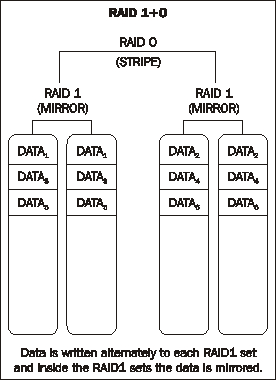 RAID 1+0
RAID 0
(STRIPE)
RAID 1 RAID 1
(MIRROR) (MIRROR)
DATA₁ DATA₁ DATA₂ DATA₂
DATA₃ DATA₃ DATA₄ DATA₄
DATA₅ DATA₅ DATA₆ DATA₆
Data is written alternately to each RAID1 set
and inside the RAID1 sets the data is mirrored.